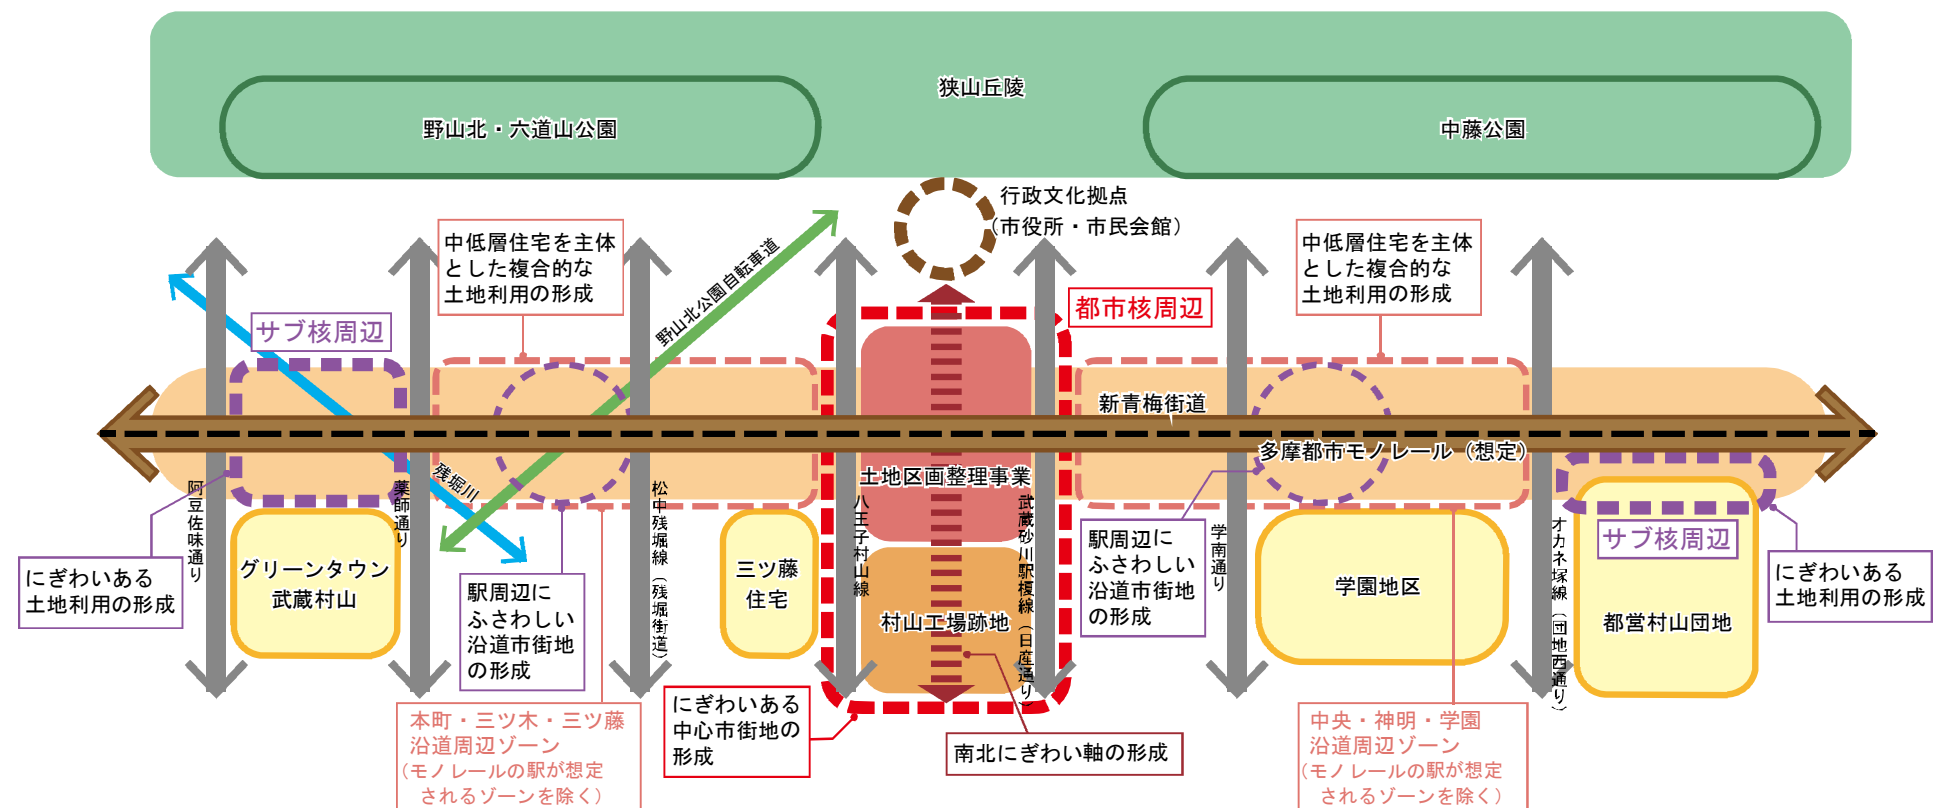 狭山丘陵
野山北・六道山公園
中藤公園
行政文化拠点
（市役所・市民会館）
中低層住宅を主体
とした複合的な
土地利用の形成
野山北公園自転車道
中低層住宅を主体
とした複合的な
土地利用の形成
サブ核周辺
都市核周辺
新青梅街道
多摩都市モノレール（想定）
残堀川
土地区画整理事業
阿豆佐味通り
薬師通り
松中残堀線（残堀街道）
八王子村山線
武蔵砂川駅榎線（日産通り）
学南通り
オカネ塚線（団地西通り）
にぎわいある
土地利用の形成
グリーンタウン
武蔵村山
駅周辺に
ふさわしい
沿道市街地
の形成
三ツ藤
住宅
村山工場跡地
駅周辺に
ふさわしい
沿道市街地
の形成
学園地区
サブ核周辺
都営村山団地
にぎわいある
土地利用の形成
本町・三ツ木・三ツ藤
沿道周辺ゾーン
（モノレールの駅が想定
されるゾーンを除く）
にぎわいある
中心市街地の
形成
南北にぎわい軸の形成
中央・神明・学園
沿道周辺ゾーン
（モノレールの駅が想定
されるゾーンを除く）